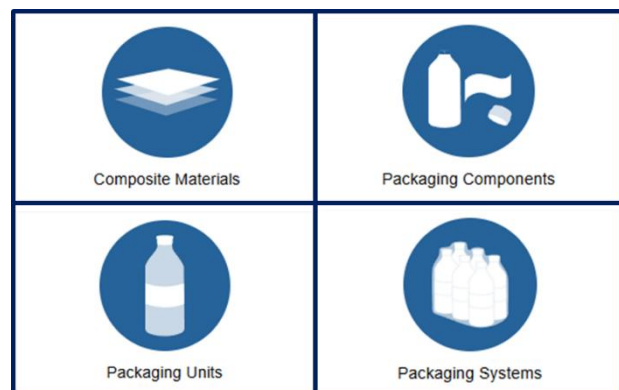 Composite Materials
Packaging Components
Packaging Units
Packaging Systems